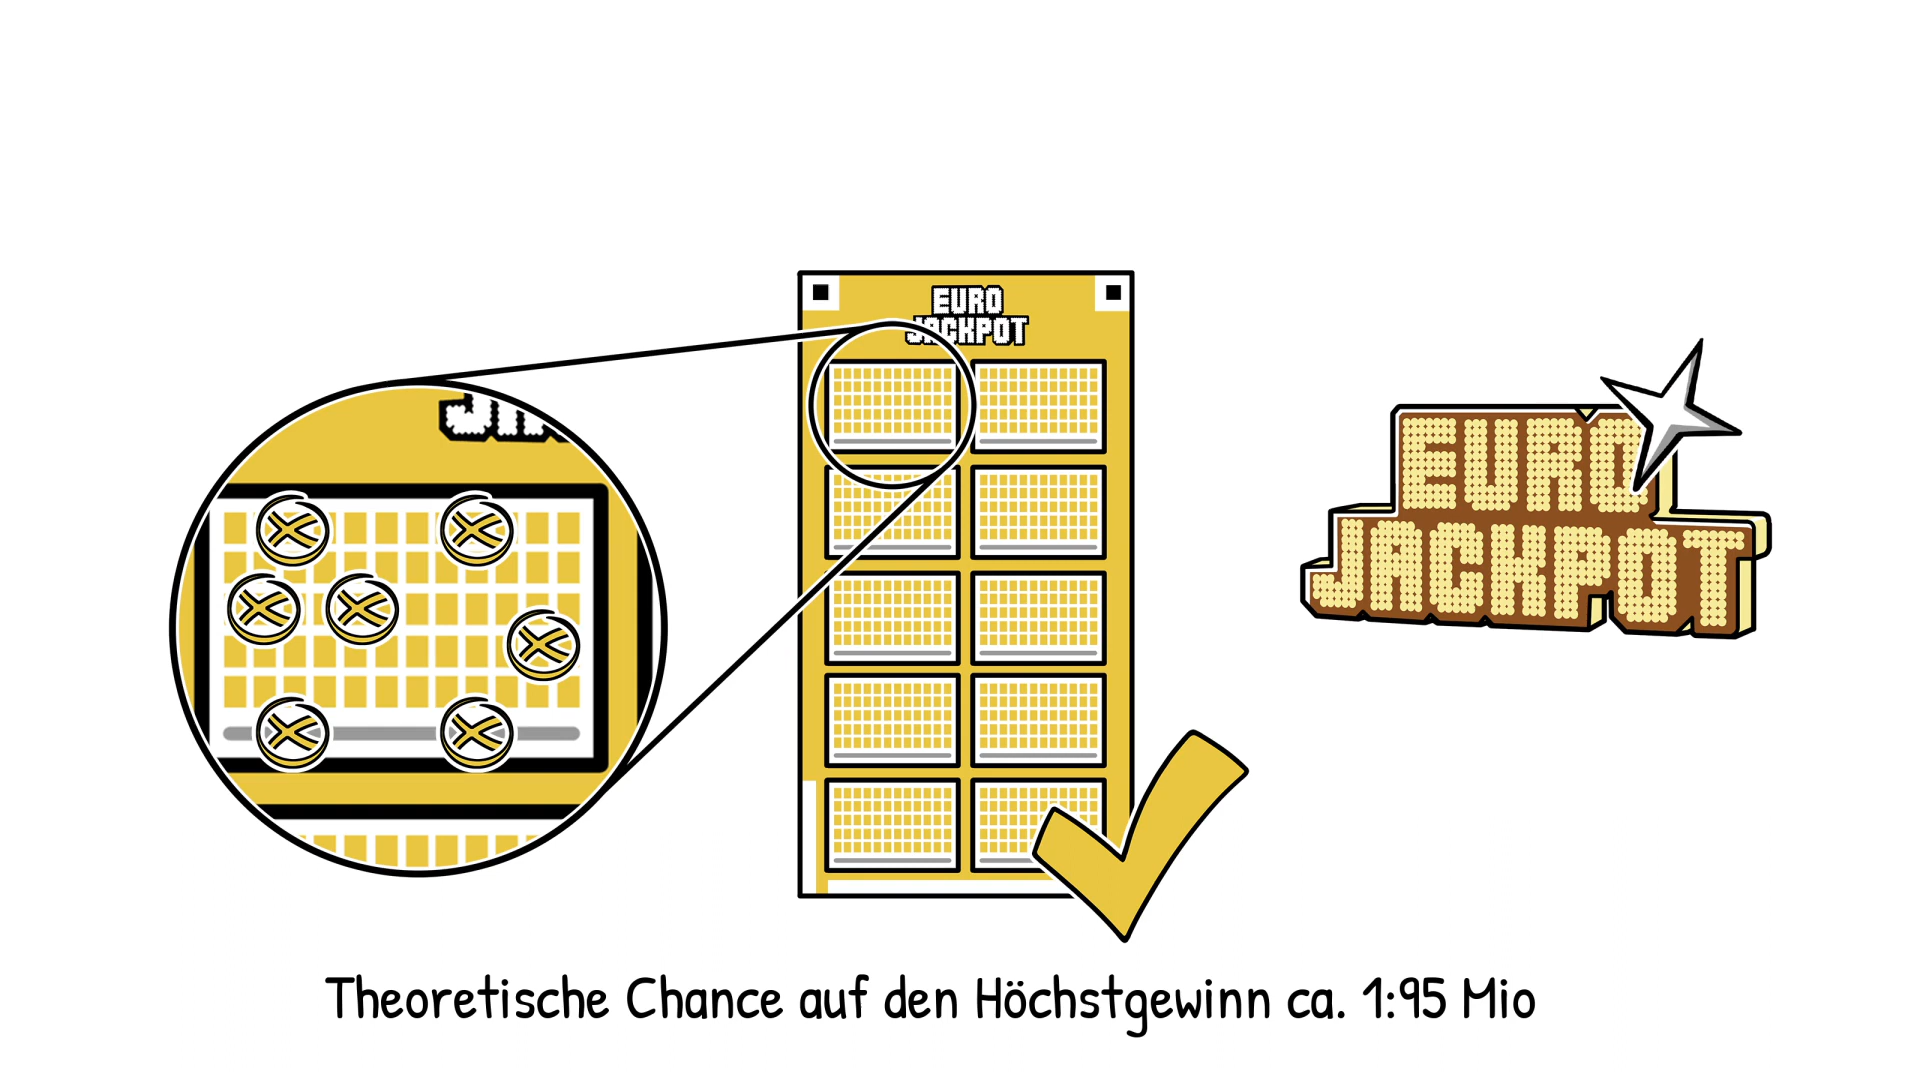 EURO
JACKPOT
EURO
JACKPOT
Theoretische Chance auf den Höchstgewinn ca. 1:95 Mio